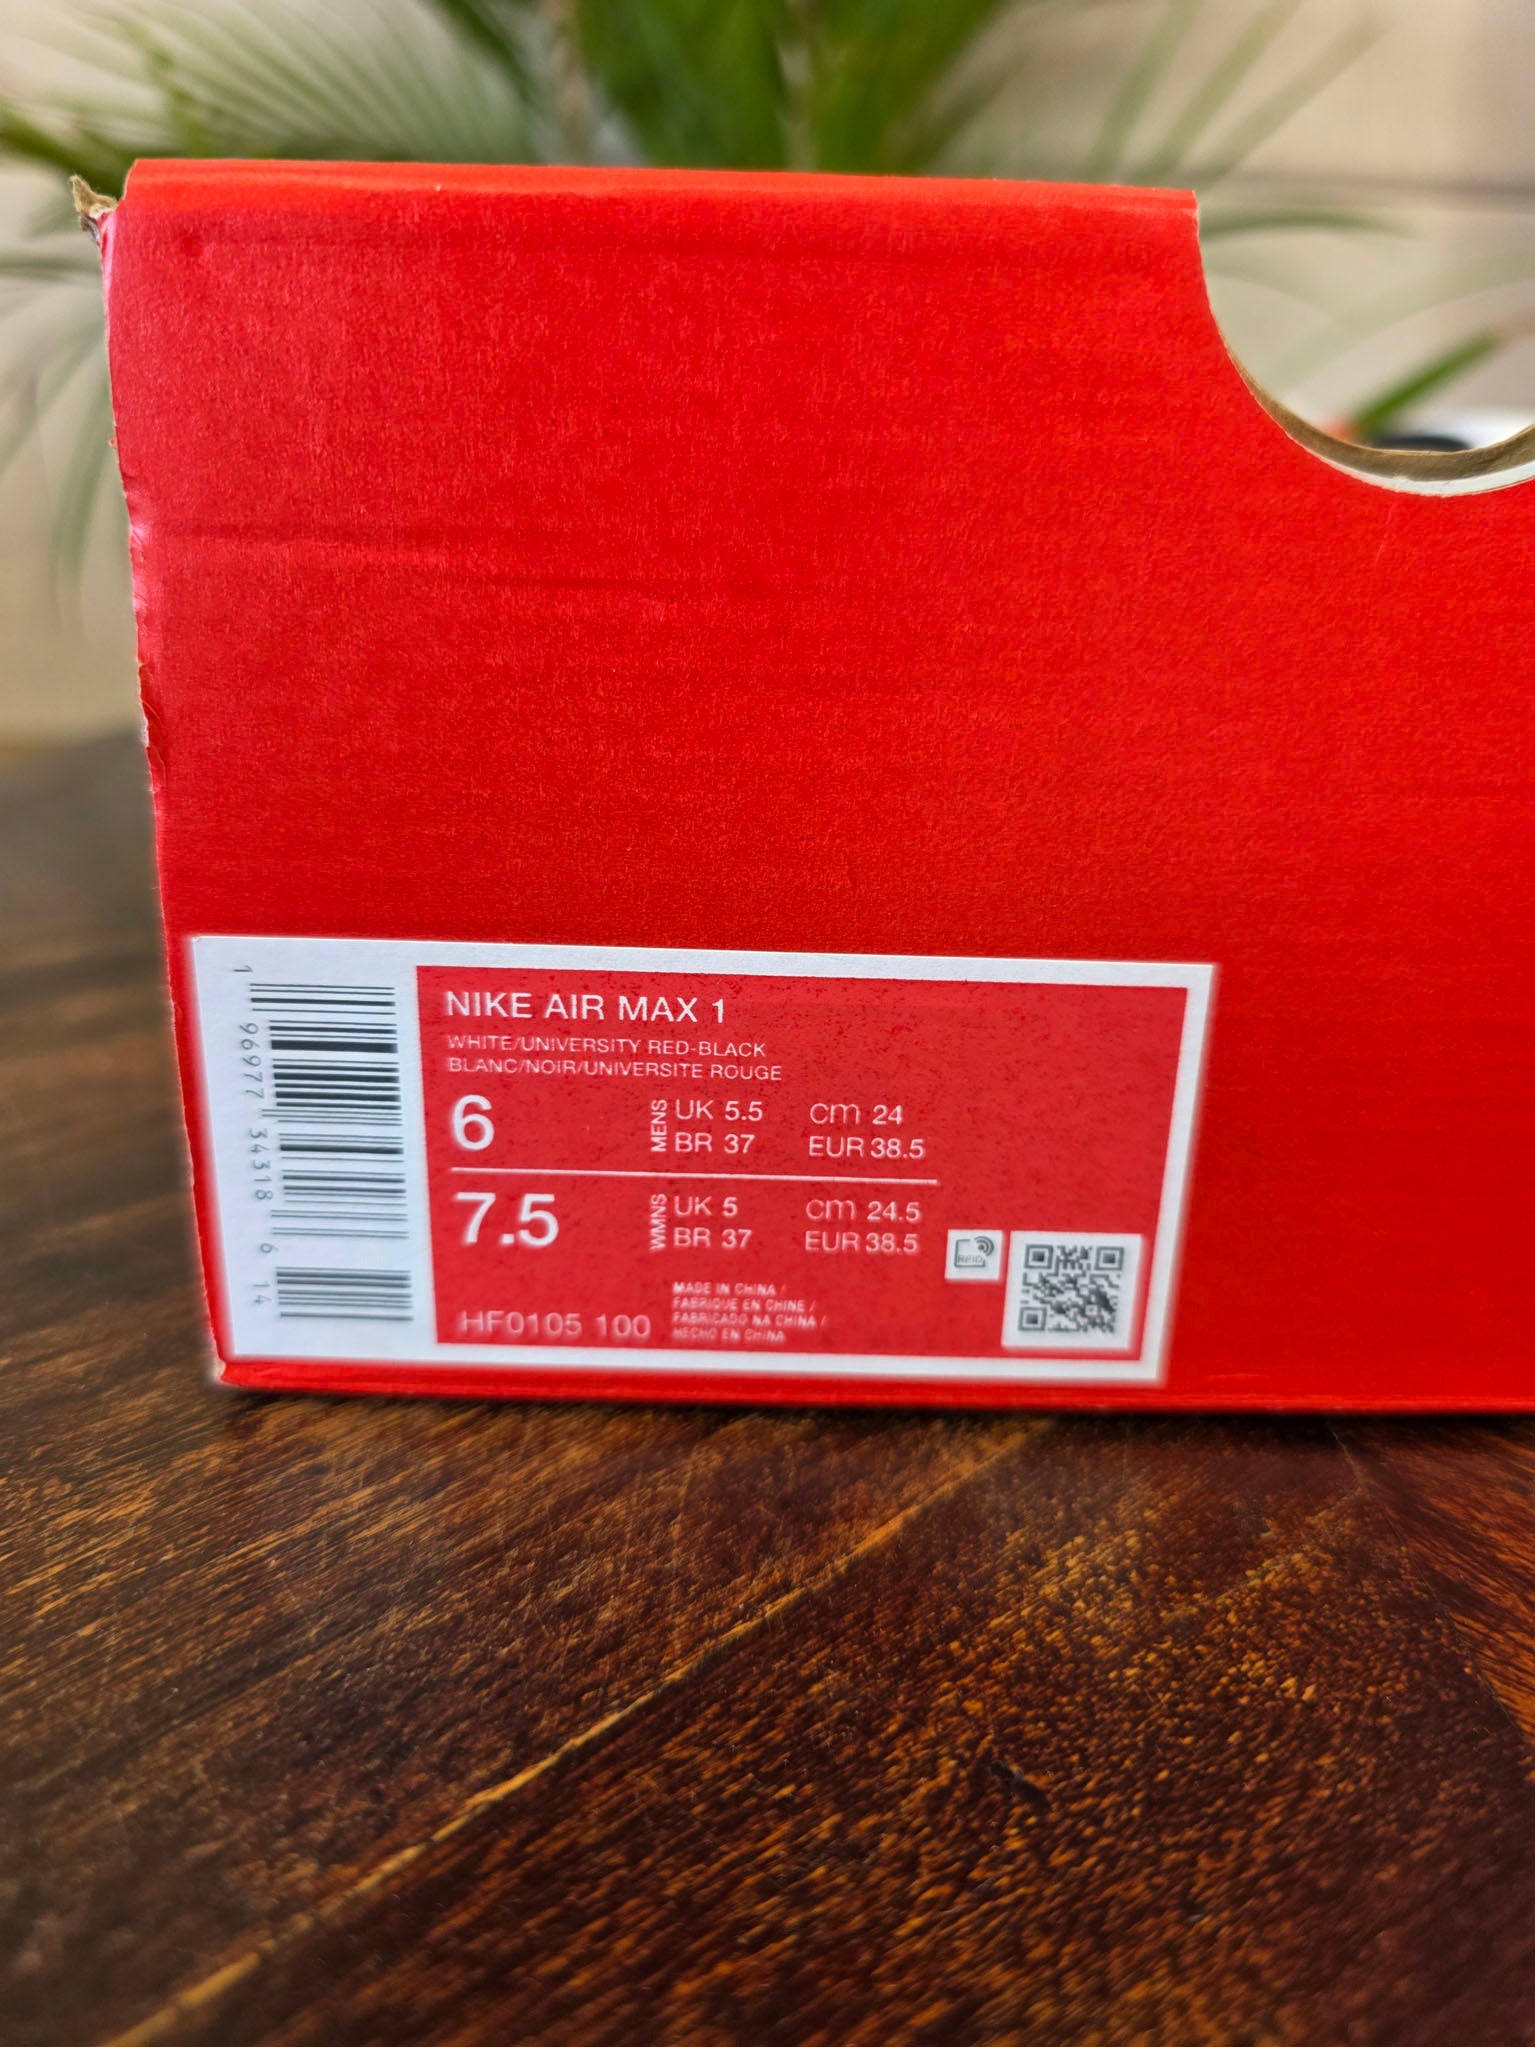 NIKE AIR MAX 1
WHITE/UNIVERSITY RED-BLACK
BLANC/NOIR/UNIVERSITE ROUGE
6 MENS UK 5.5 cm 24
BR 37 EUR 38.5
7.5 WMNS UK 5 cm 24.5
BR 37 EUR 38.5
HF0105 100
MADE IN CHINA /
FABRIQUE EN CHINE /
FABRICADO NA CHINA /
HECHO EN CHINA
RFID
1 96977 34318 6 14